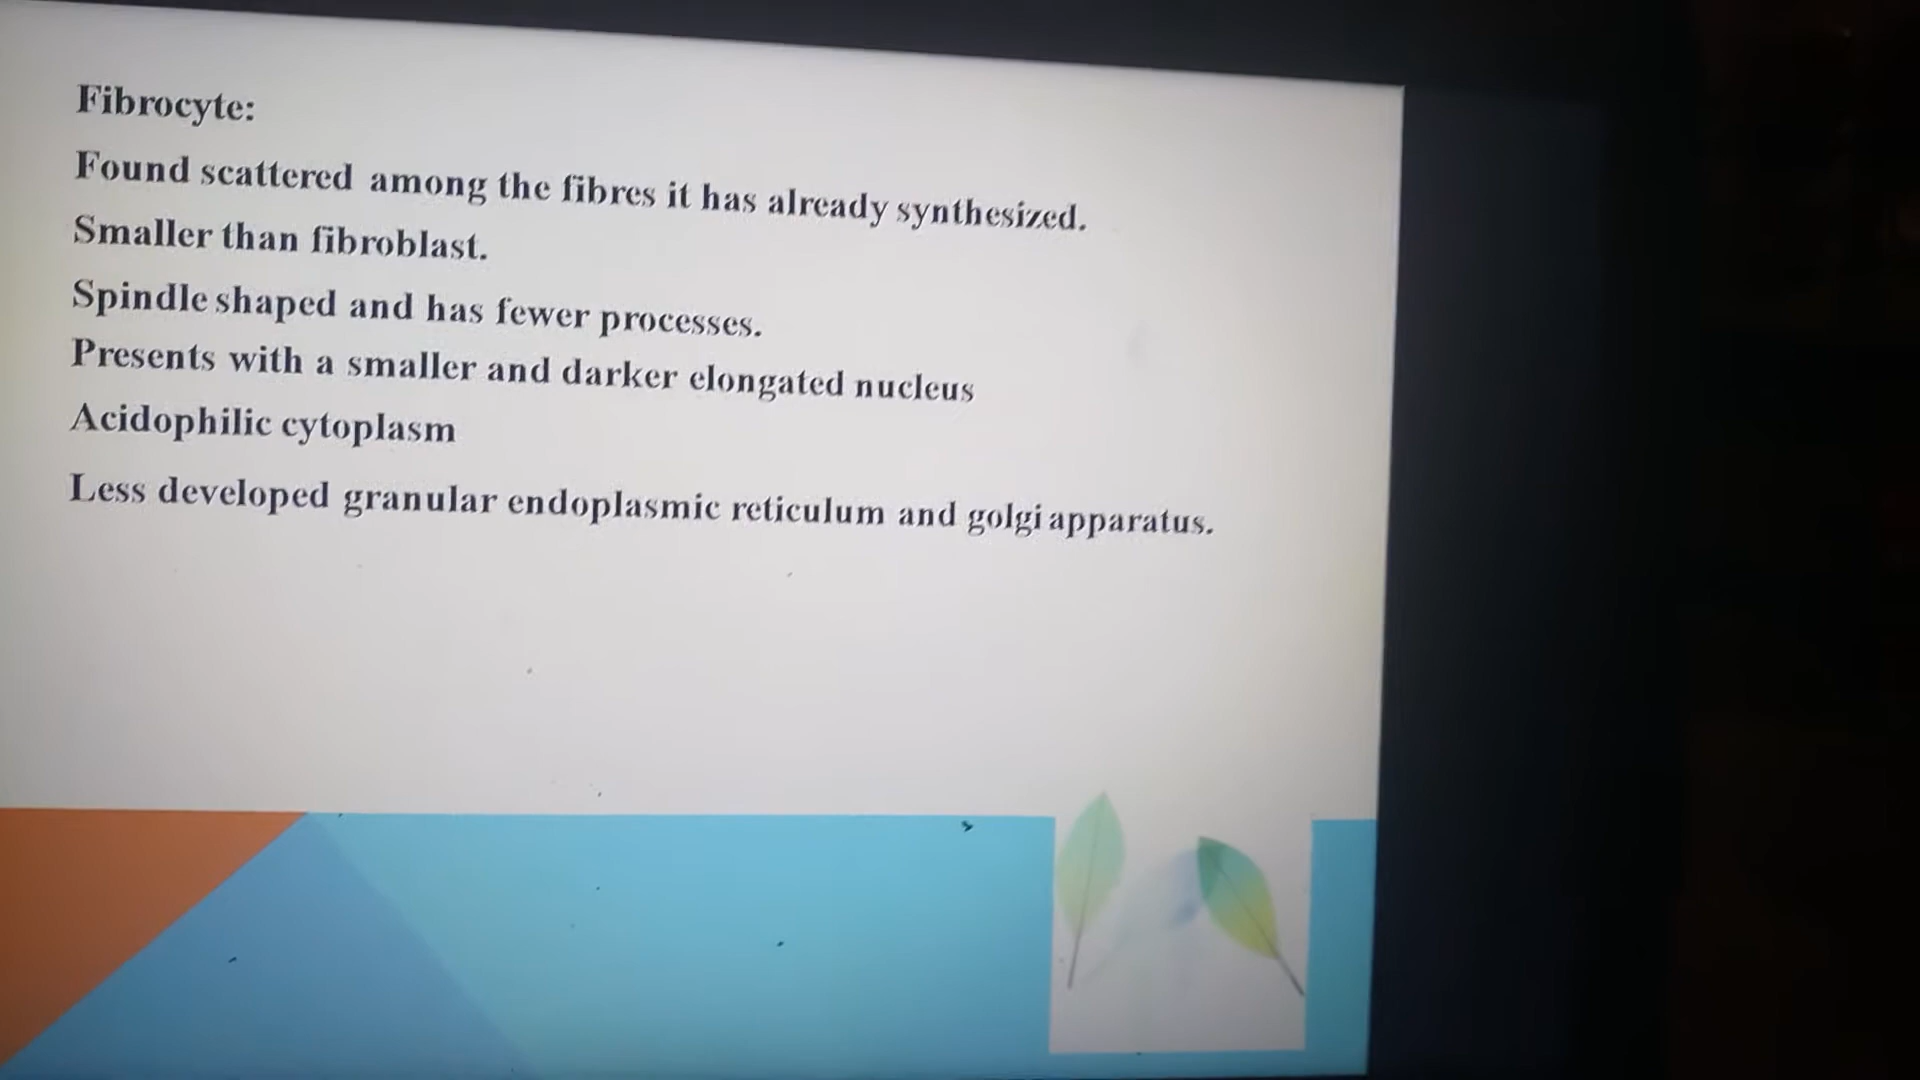 Fibrocyte:
Found scattered among the fibres it has already synthesized.
Smaller than fibroblast.
Spindle shaped and has fewer processes.
Presents with a smaller and darker elongated nucleus
Acidophilic cytoplasm
Less developed granular endoplasmic reticulum and golgi apparatus.